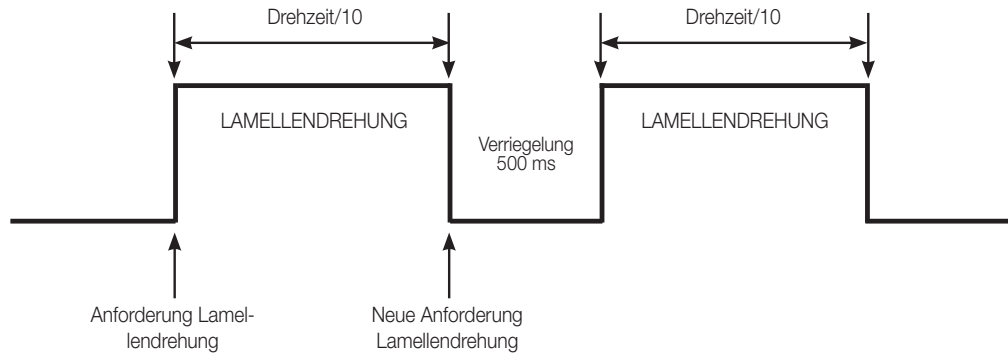 Drehzeit/10
Drehzeit/10
LAMELLENDREHUNG
LAMELLENDREHUNG
Verriegelung
500 ms
Anforderung Lamel-
lendrehung
Neue Anforderung
Lamellendrehung